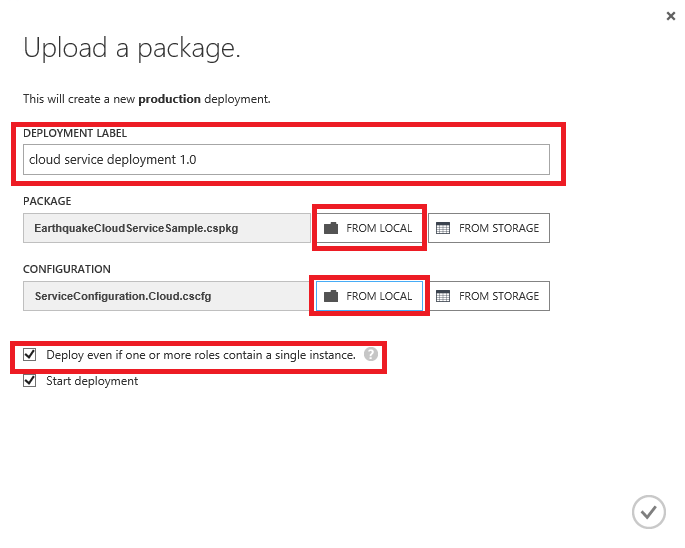 Upload a package.
This will create a new production deployment.
DEPLOYMENT LABEL
cloud service deployment 1.0
PACKAGE
EarthquakeCloudServiceSample.cspkg FROM LOCAL FROM STORAGE
CONFIGURATION
ServiceConfiguration.Cloud.cscfg FROM LOCAL FROM STORAGE
Deploy even if one or more roles contain a single instance. ?
Start deployment